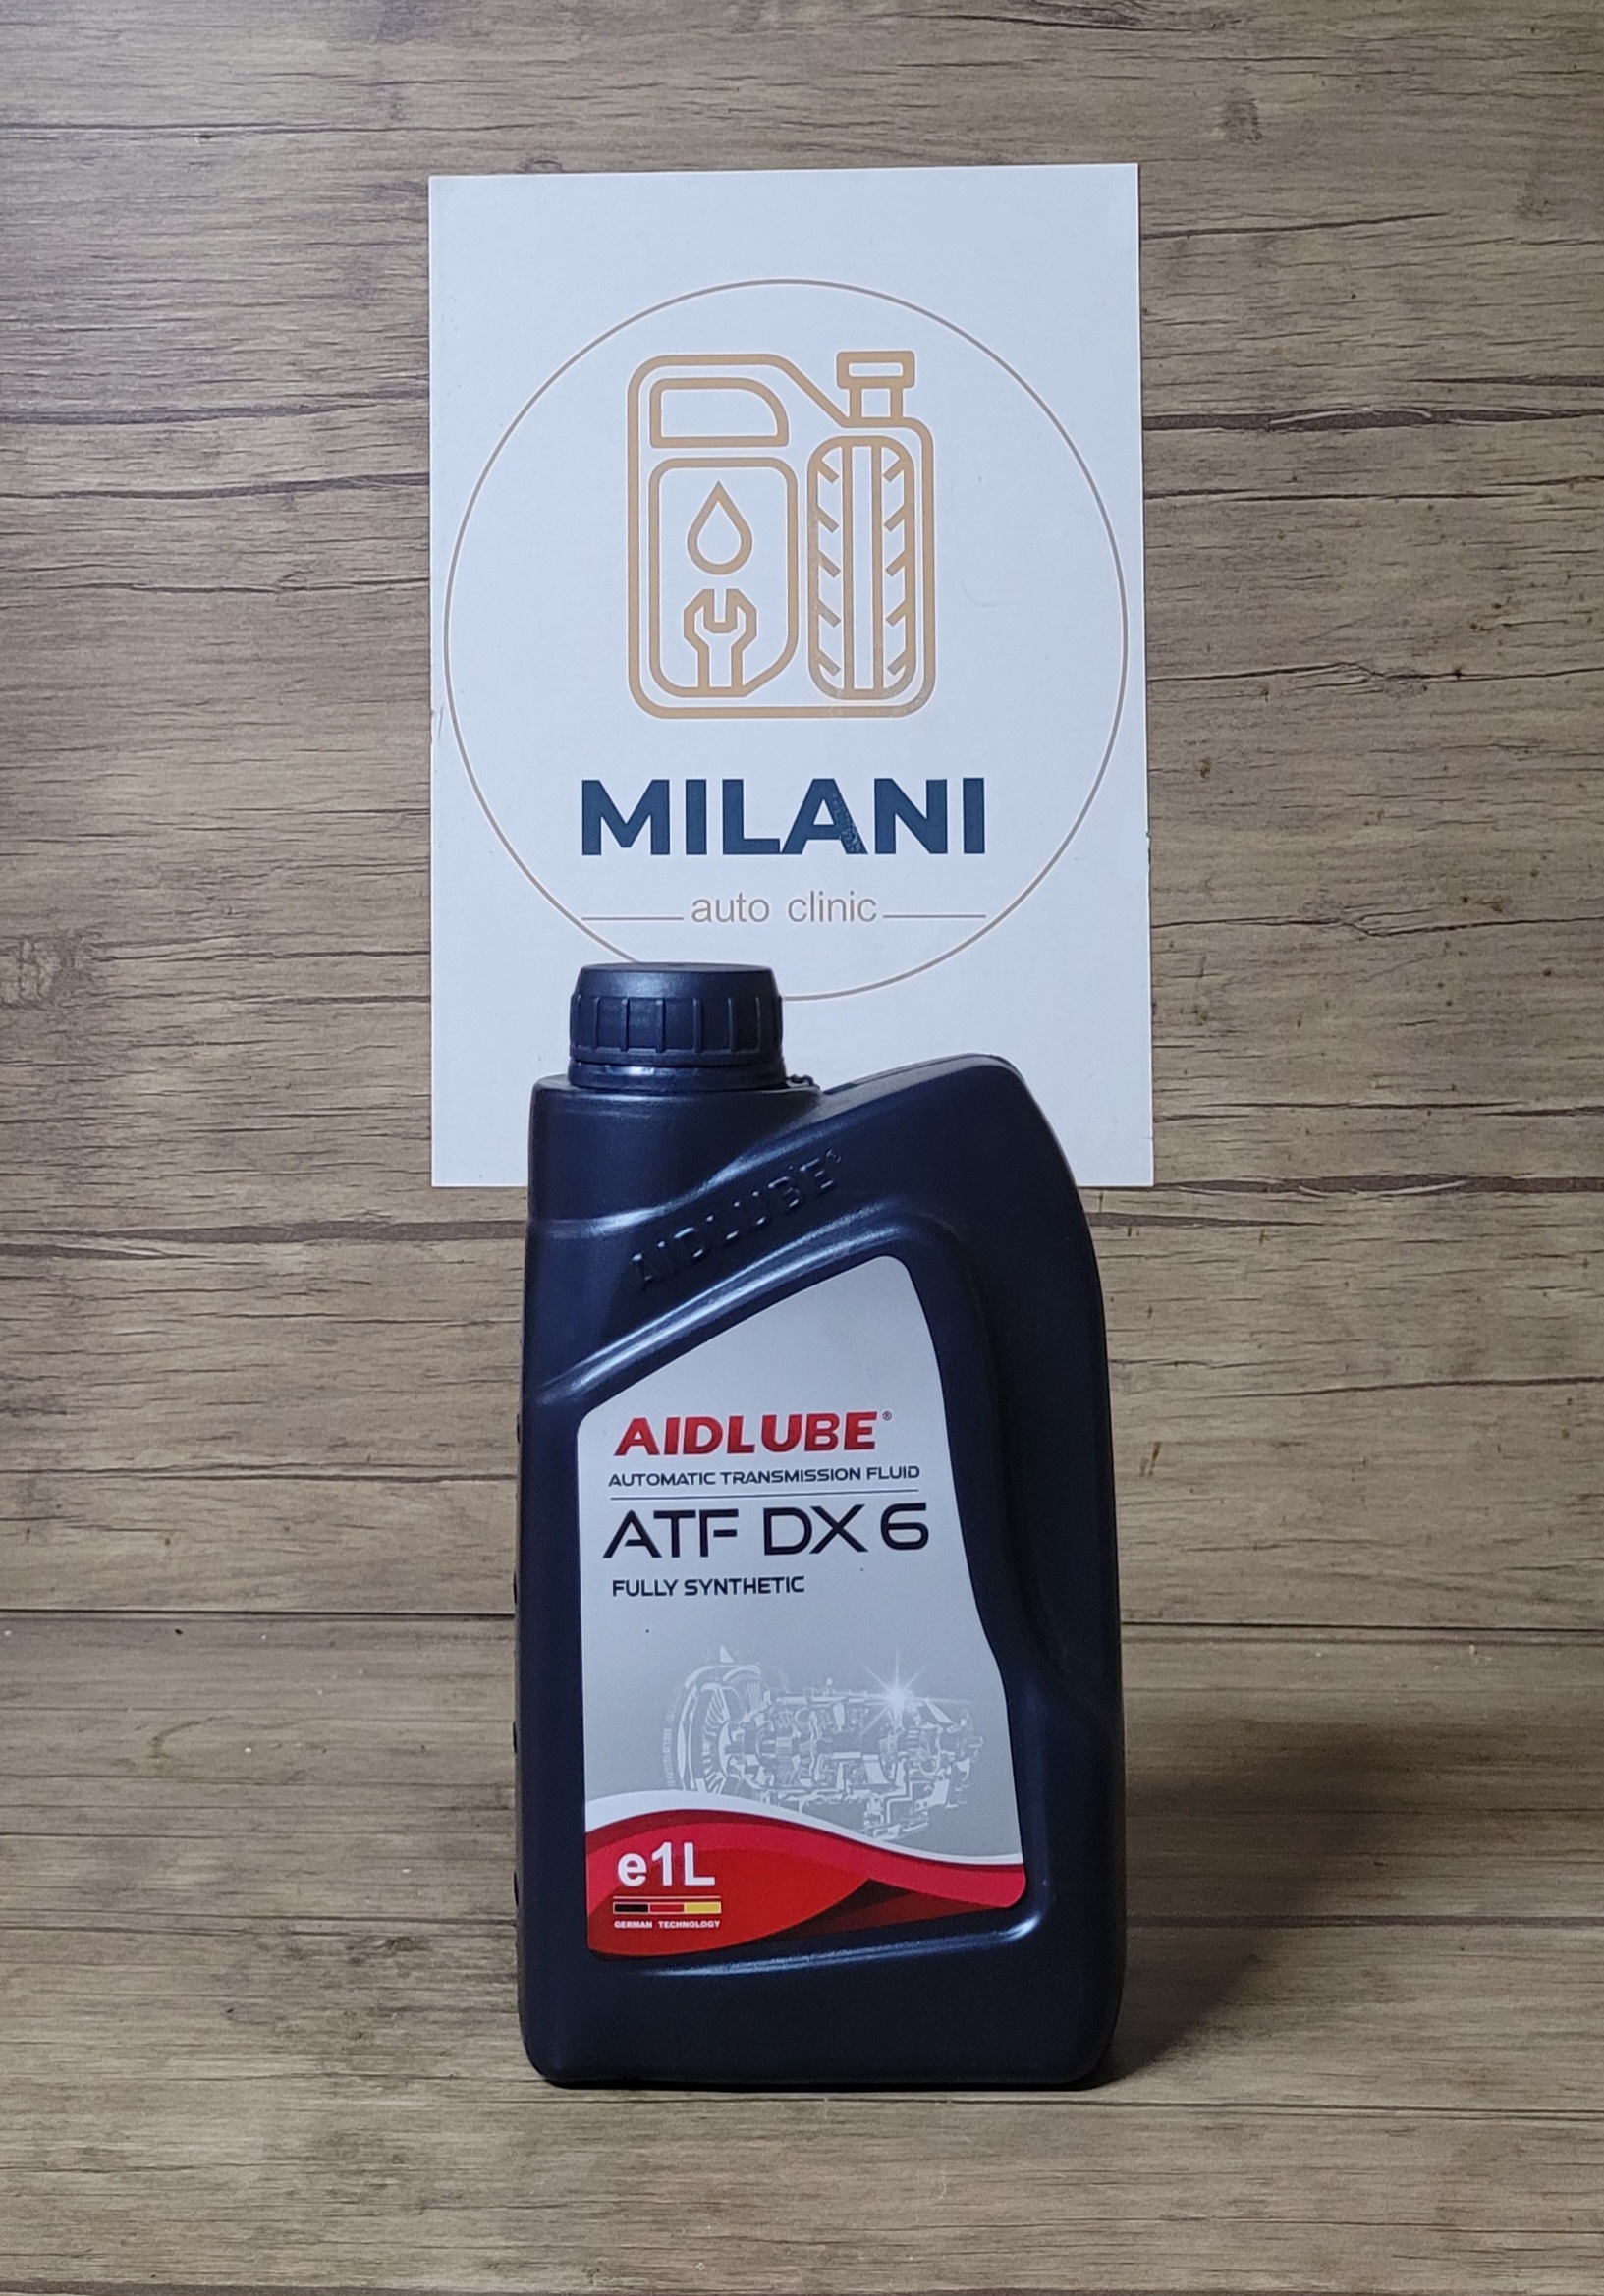 MILANI
auto clinic
AIDLUBE®
AIDLUBE®
AUTOMATIC TRANSMISSION FLUID
ATF DX 6
FULLY SYNTHETIC
e1L
GERMAN TECHNOLOGY